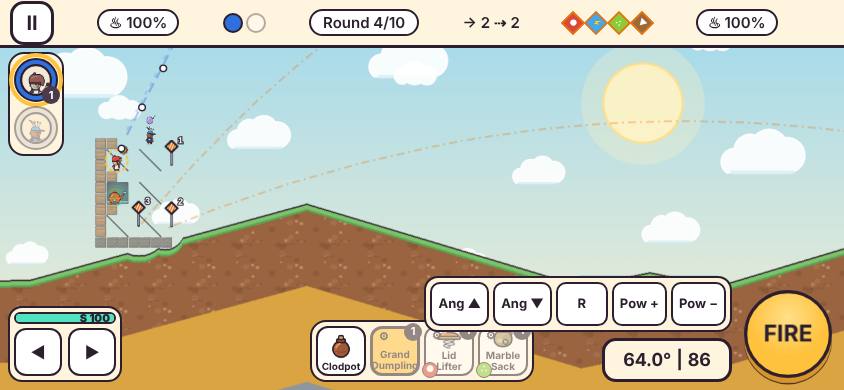 ♨ 100%
Round 4/10
→ 2 ⇢ 2
♨ 100%
1
1
3
2
Ang ▲
Ang ▼
R
Pow +
Pow −
S 100
Clodpot
1
Grand
Dumpling
Lid
Lifter
Marble
Sack
64.0° | 86
FIRE